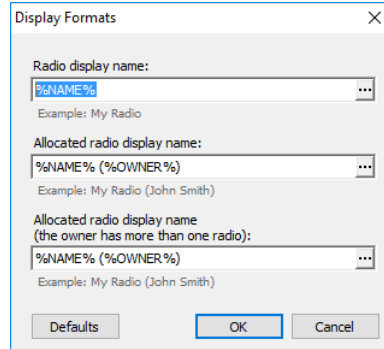 Display Formats
Radio display name:
%NAME%
...
Example: My Radio
Allocated radio display name:
%NAME% (%OWNER%)
...
Example: My Radio (John Smith)
Allocated radio display name
(the owner has more than one radio):
%NAME% (%OWNER%)
...
Example: My Radio (John Smith)
Defaults
OK
Cancel